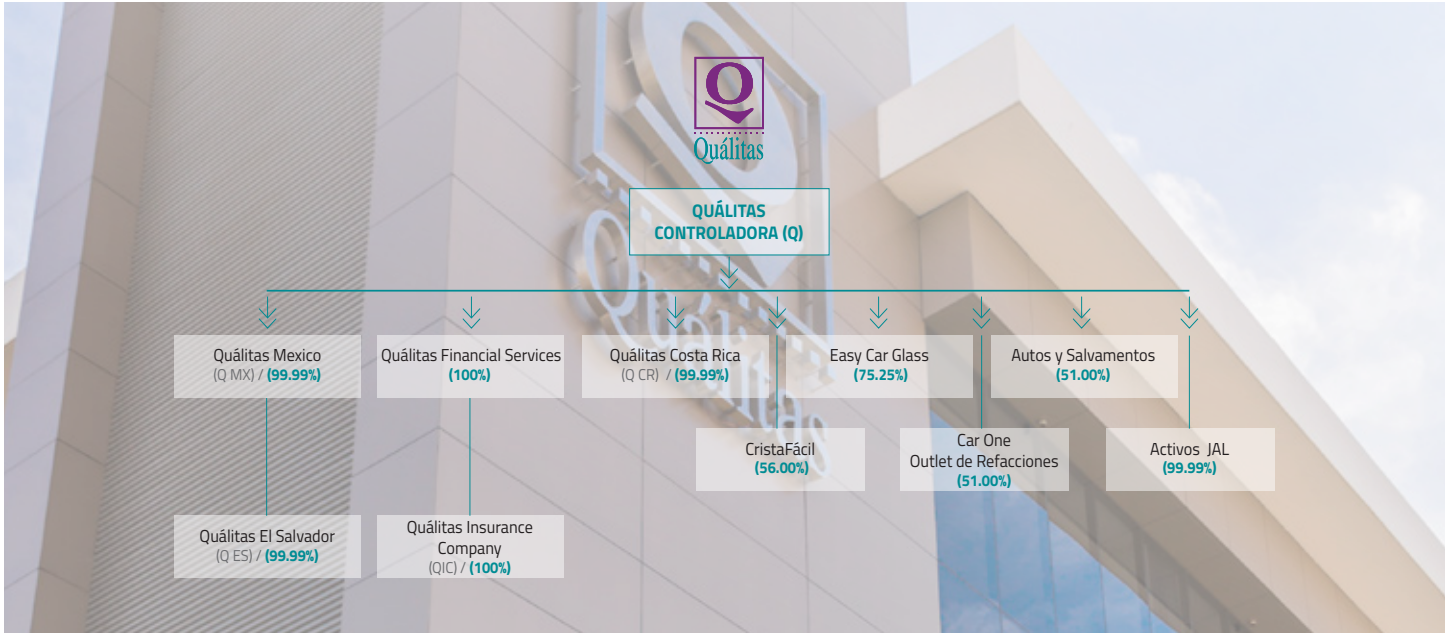 Q
Quálitas
QUÁLITAS
CONTROLADORA (Q)
Quálitas
Quálitas Mexico
(Q MX) / (99.99%)
Quálitas Financial Services
(100%)
Quálitas Costa Rica
(Q CR) / (99.99%)
Easy Car Glass
(75.25%)
Autos y Salvamentos
(51.00%)
CristaFácil
(56.00%)
Car One
Outlet de Refacciones
(51.00%)
Activos JAL
(99.99%)
Quálitas El Salvador
(Q ES) / (99.99%)
Quálitas Insurance
Company
(QIC) / (100%)